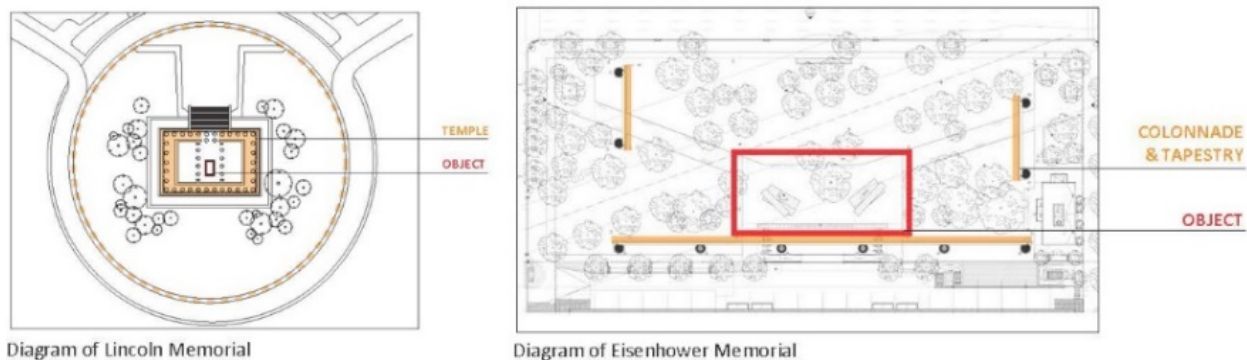 TEMPLE
OBJECT
COLONNADE
& TAPESTRY
OBJECT
Diagram of Lincoln Memorial
Diagram of Eisenhower Memorial